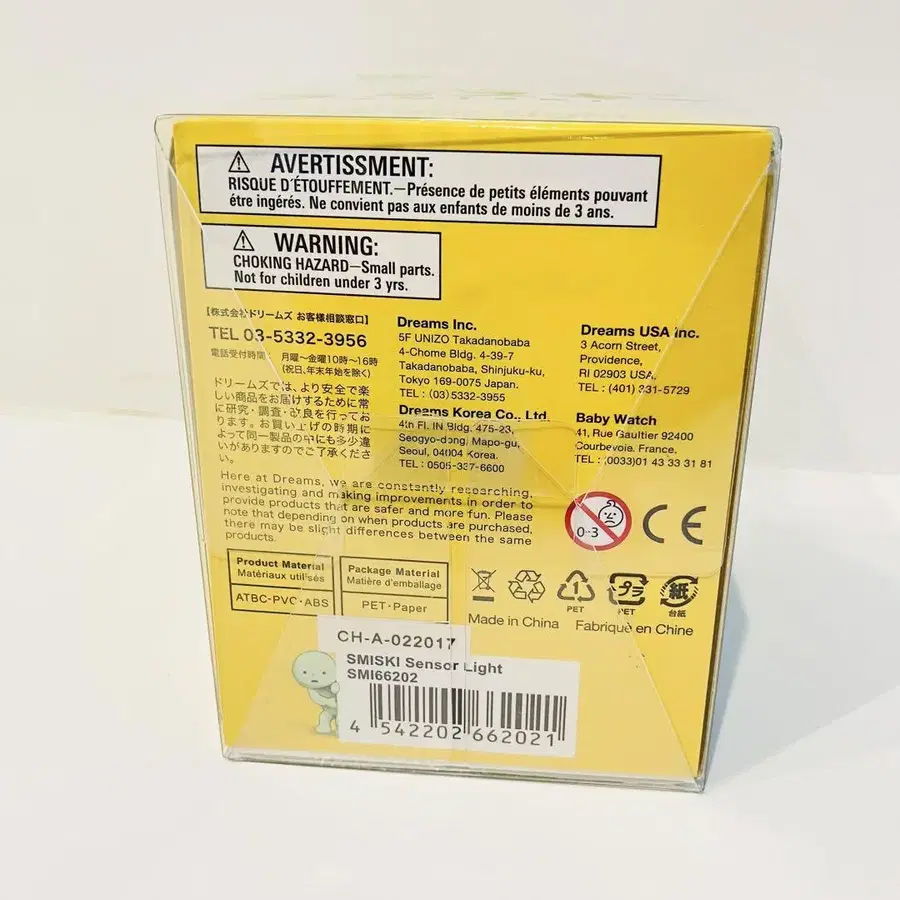 ⚠ AVERTISSMENT:
RISQUE D'ÉTOUFFEMENT.—Présence de petits éléments pouvant
étre ingérés. Ne convient pas aux enfants de moins de 3 ans.
⚠ WARNING:
CHOKING HAZARD—Small parts.
Not for children under 3 yrs.
【株式会社ドリームズ お客様相談窓口】
TEL 03-5332-3956
電話受付時間： 月曜～金曜10時～16時
(祝日、年末年始を除く)
ドリームズでは、より安全で楽
しい商品をお届けするために常
に研究・調査・改良を行ってお
ります。お買い上げの時期に
よって同一製品の中にも多少違
いがありますのでご了承くださ
い。
Dreams Inc.
5F UNIZO Takadanobaba
4-Chome Bldg. 4-39-7
Takadanobaba, Shinjuku-ku,
Tokyo 169-0075 Japan.
TEL : (03) 5332-3955
Dreams USA Inc.
3 Acorn Street,
Providence,
RI 02903 USA.
TEL : (401) 331-5729
Dreams Korea Co., Ltd.
4th Fl. IN Bldg. 475-23,
Seogyo-dong, Mapo-gu,
Seoul, 04004 Korea.
TEL : 0505-337-6600
Baby Watch
41, Rue Gaultier 92400
Courbevoie, France.
TEL : (0033)01 43 33 31 81
Here at Dreams, we are constantly researching,
investigating and making improvements in order to
provide products that are safer and more fun. Please
note that depending on when products are purchased,
there may be slight differences between the same
products.
0-3
CE
Product Material
Matériaux utilisés
ATBC-PVC・ABS
Package Material
Matière d'emballage
PET・Paper
1
PET
プラ
PET
紙
台紙
Made in China Fabriqué en Chine
CH-A-022017
SMISKI Sensor Light
SMI66202
4 542202 662021